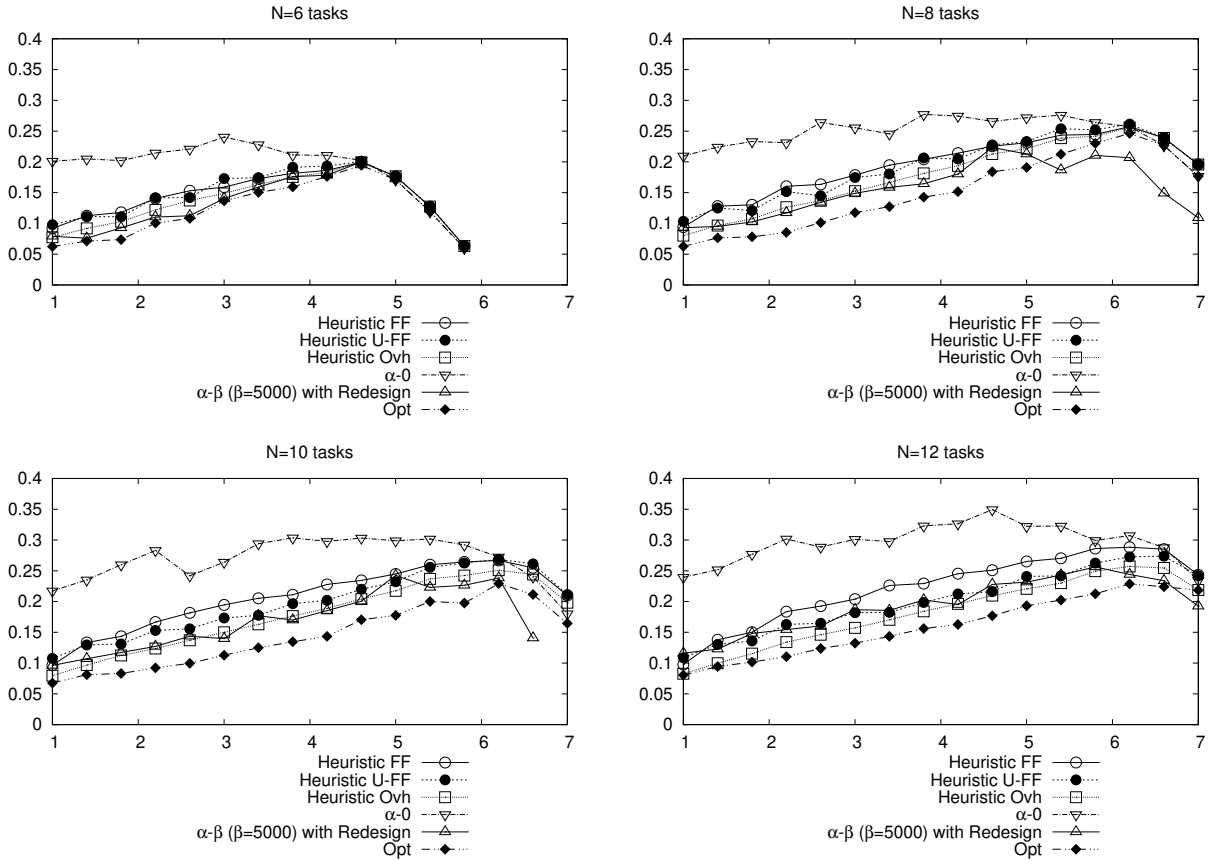 N=6 tasks
0.4
0.35
0.3
0.25
0.2
0.15
0.1
0.05
0
1 2 3 4 5 6 7
Heuristic FF
Heuristic U-FF
Heuristic Ovh
α-0
α-β (β=5000) with Redesign
Opt
N=8 tasks
0.4
0.35
0.3
0.25
0.2
0.15
0.1
0.05
0
1 2 3 4 5 6 7
Heuristic FF
Heuristic U-FF
Heuristic Ovh
α-0
α-β (β=5000) with Redesign
Opt
N=10 tasks
0.4
0.35
0.3
0.25
0.2
0.15
0.1
0.05
0
1 2 3 4 5 6 7
Heuristic FF
Heuristic U-FF
Heuristic Ovh
α-0
α-β (β=5000) with Redesign
Opt
N=12 tasks
0.4
0.35
0.3
0.25
0.2
0.15
0.1
0.05
0
1 2 3 4 5 6 7
Heuristic FF
Heuristic U-FF
Heuristic Ovh
α-0
α-β (β=5000) with Redesign
Opt